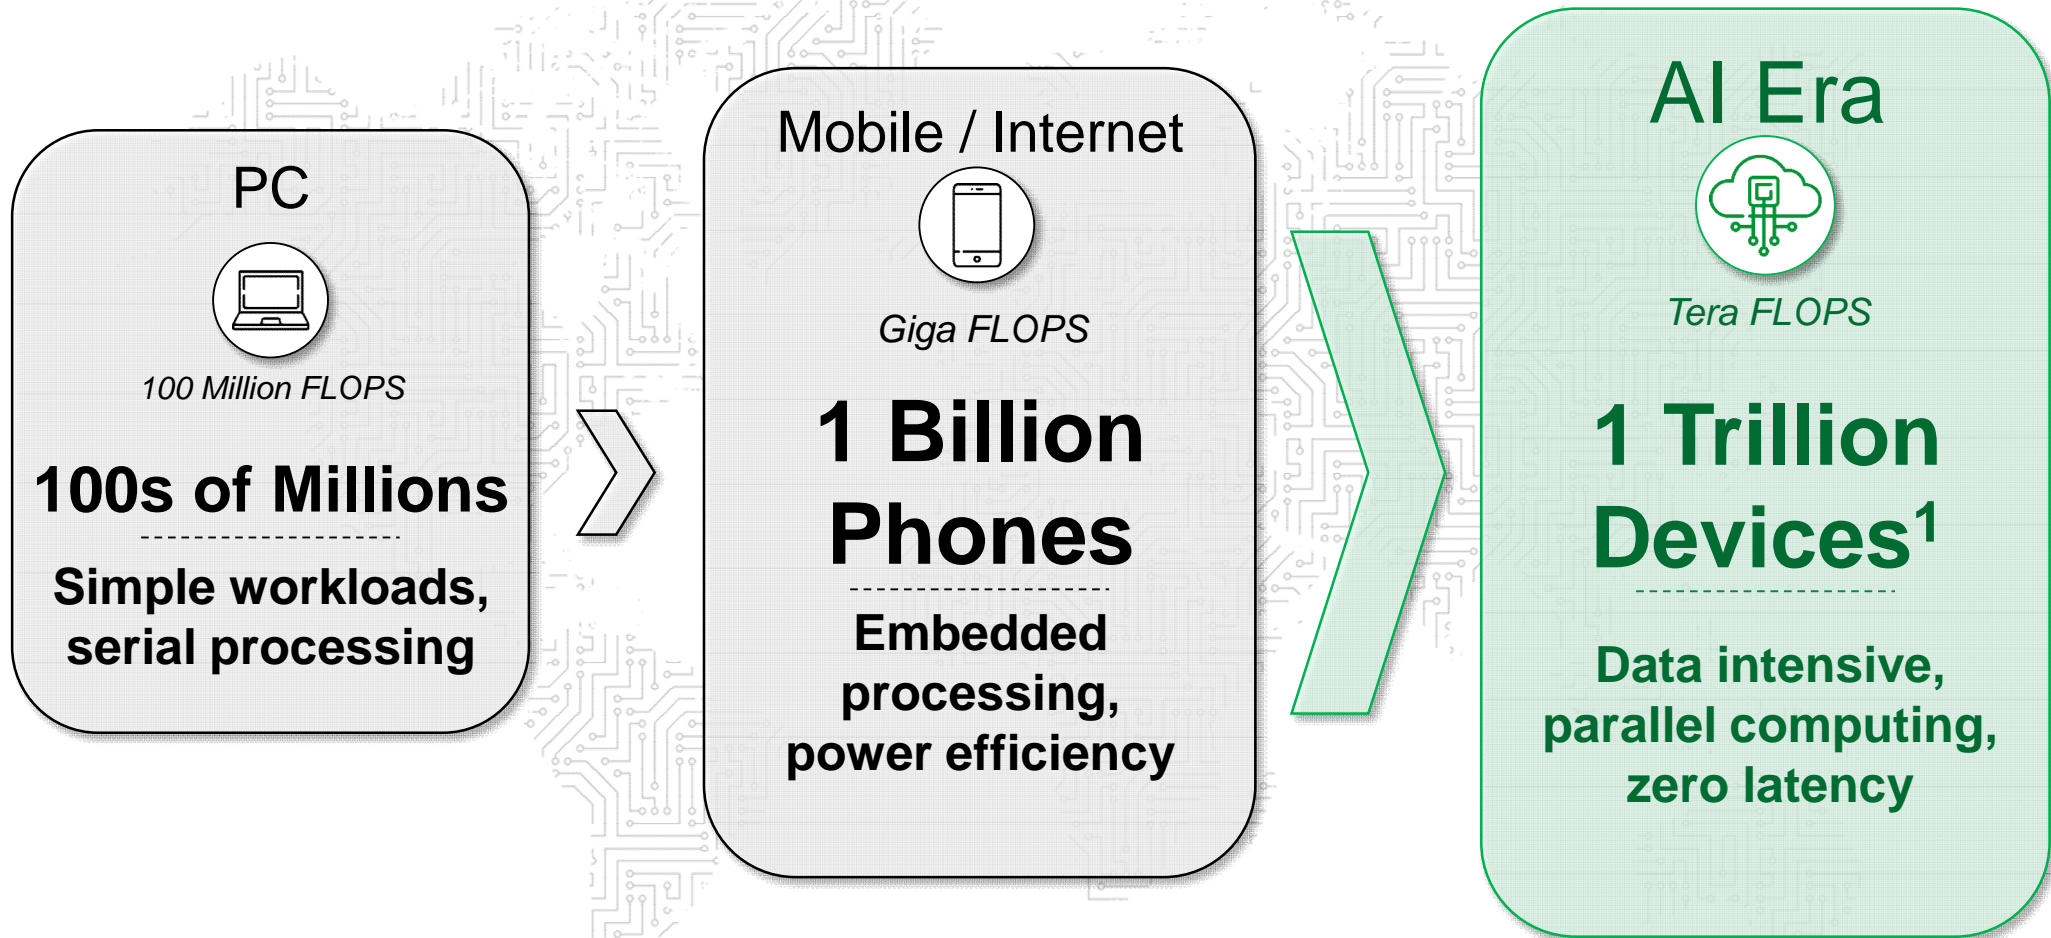 PC
100 Million FLOPS
100s of Millions
Simple workloads,
serial processing
Mobile / Internet
Giga FLOPS
1 Billion
Phones
Embedded
processing,
power efficiency
AI Era
Tera FLOPS
1 Trillion
Devices¹
Data intensive,
parallel computing,
zero latency